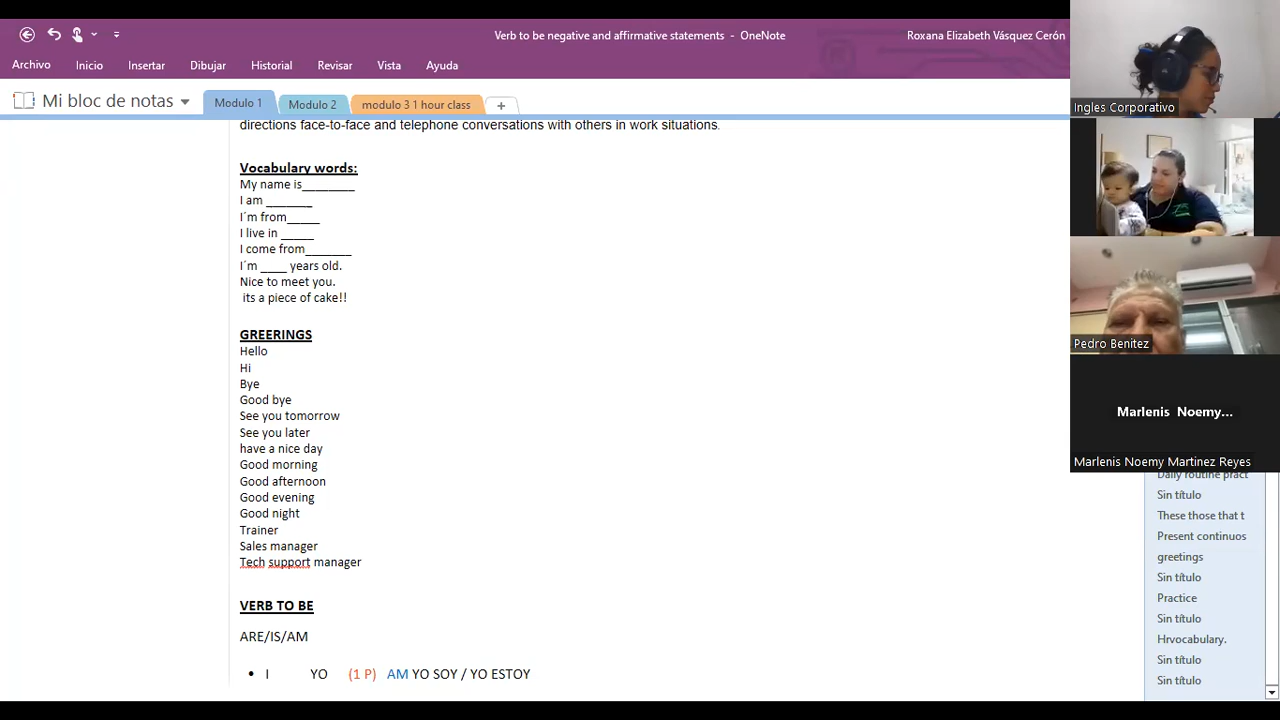 Verb to be negative and affirmative statements - OneNote
Roxana Elizabeth Vásquez Cerón
Archivo Inicio Insertar Dibujar Historial Revisar Vista Ayuda
Mi bloc de notas
Modulo 1
Modulo 2
modulo 3 1 hour class
+
directions face-to-face and telephone conversations with others in work situations.
Vocabulary words:
My name is________
I am _______
I´m from_____
I live in _____
I come from_______
I´m ____ years old.
Nice to meet you.
its a piece of cake!!
GREERINGS
Hello
Hi
Bye
Good bye
See you tomorrow
See you later
have a nice day
Good morning
Good afternoon
Good evening
Good night
Trainer
Sales manager
Tech support manager
VERB TO BE
ARE/IS/AM
• I YO (1 P) AM YO SOY / YO ESTOY
Ingles Corporativo
Pedro Benitez
Marlenis Noemy...
Marlenis Noemy Martinez Reyes
Daily routine pract
Sin título
These those that t
Present continuos
greetings
Sin título
Practice
Sin título
Hrvocabulary.
Sin título
Sin título